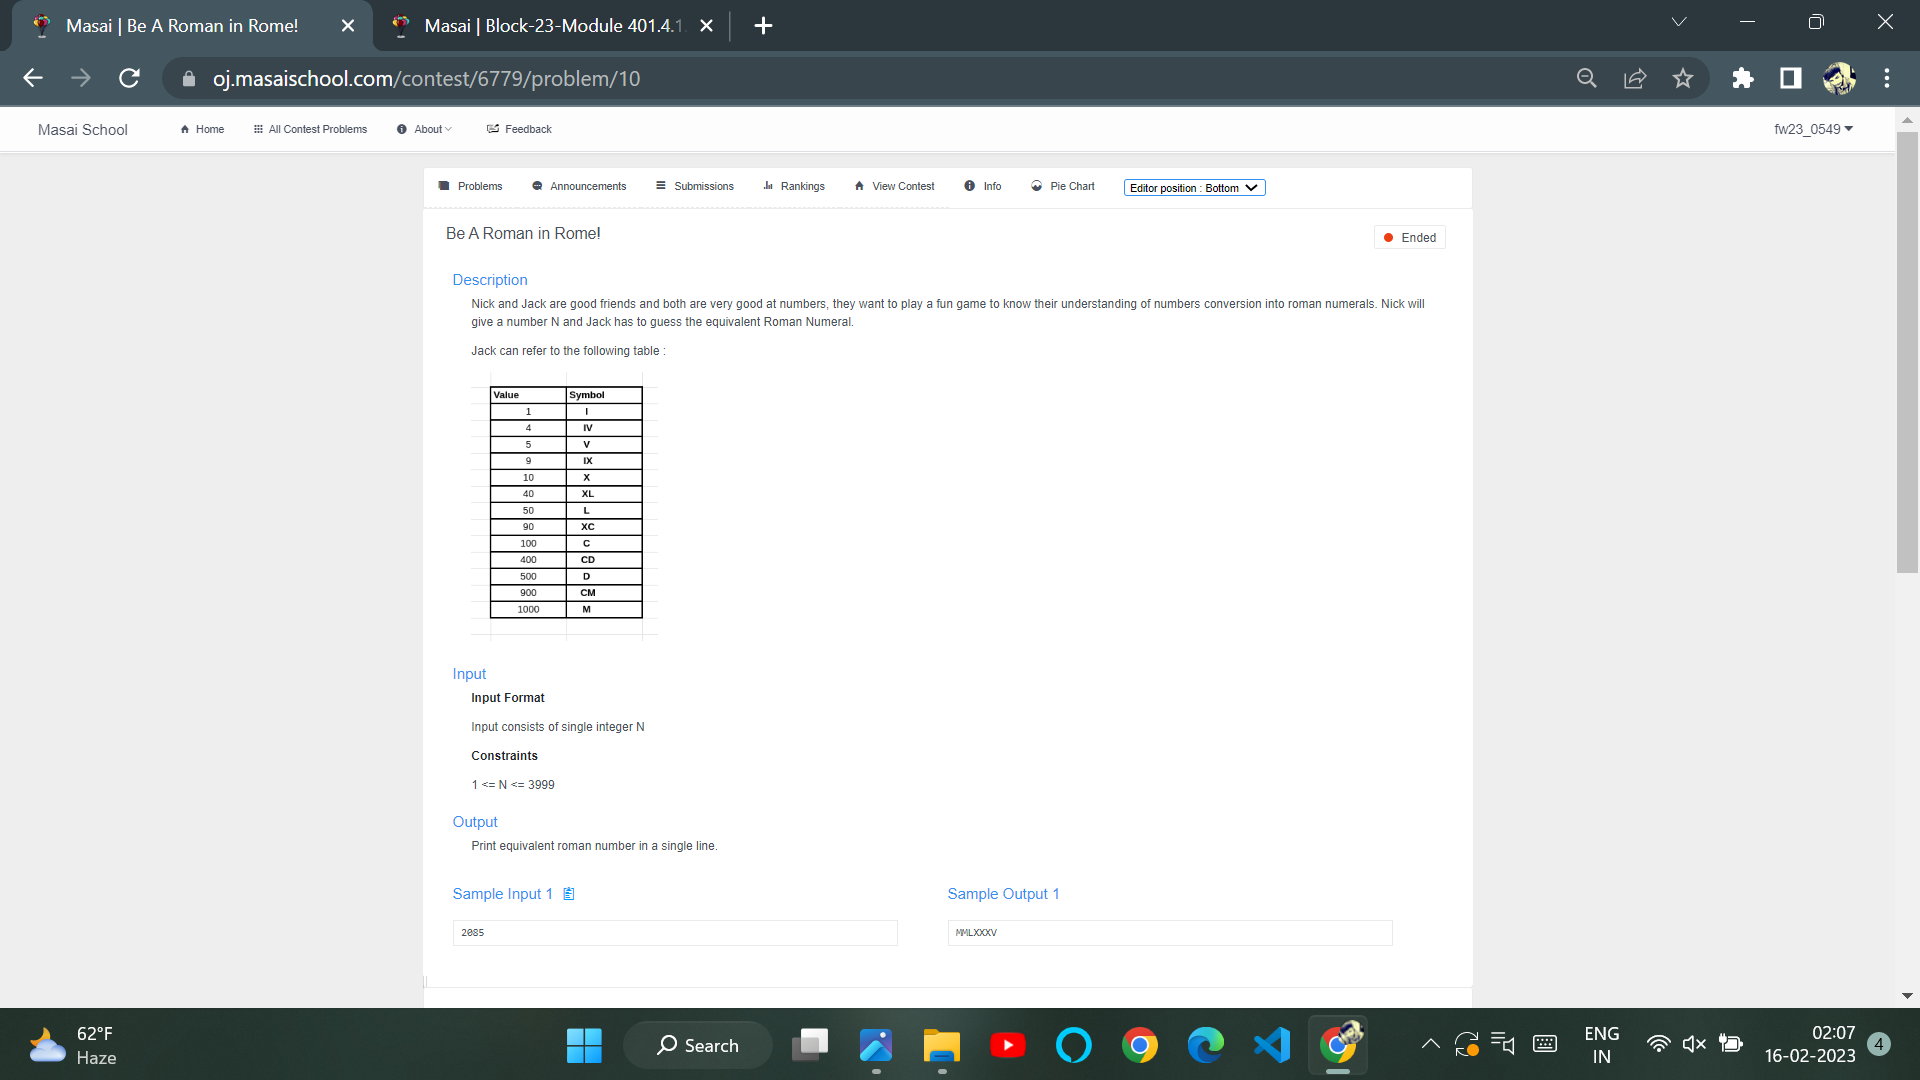 Masai | Be A Roman in Rome!
Masai | Block-23-Module 401.4.1
oj.masaischool.com/contest/6779/problem/10
Masai School
Home
All Contest Problems
About
Feedback
fw23_0549
Problems
Announcements
Submissions
Rankings
View Contest
Info
Pie Chart
Editor position : Bottom
Be A Roman in Rome!
Ended
Description
Nick and Jack are good friends and both are very good at numbers, they want to play a fun game to know their understanding of numbers conversion into roman numerals. Nick will
give a number N and Jack has to guess the equivalent Roman Numeral.
Jack can refer to the following table :
Value Symbol
1 I
4 IV
5 V
9 IX
10 X
40 XL
50 L
90 XC
100 C
400 CD
500 D
900 CM
1000 M
Input
Input Format
Input consists of single integer N
Constraints
1 <= N <= 3999
Output
Print equivalent roman number in a single line.
Sample Input 1
Sample Output 1
2085
MMLXXXV
62°F
Haze
Search
ENG
IN
02:07
16-02-2023
4